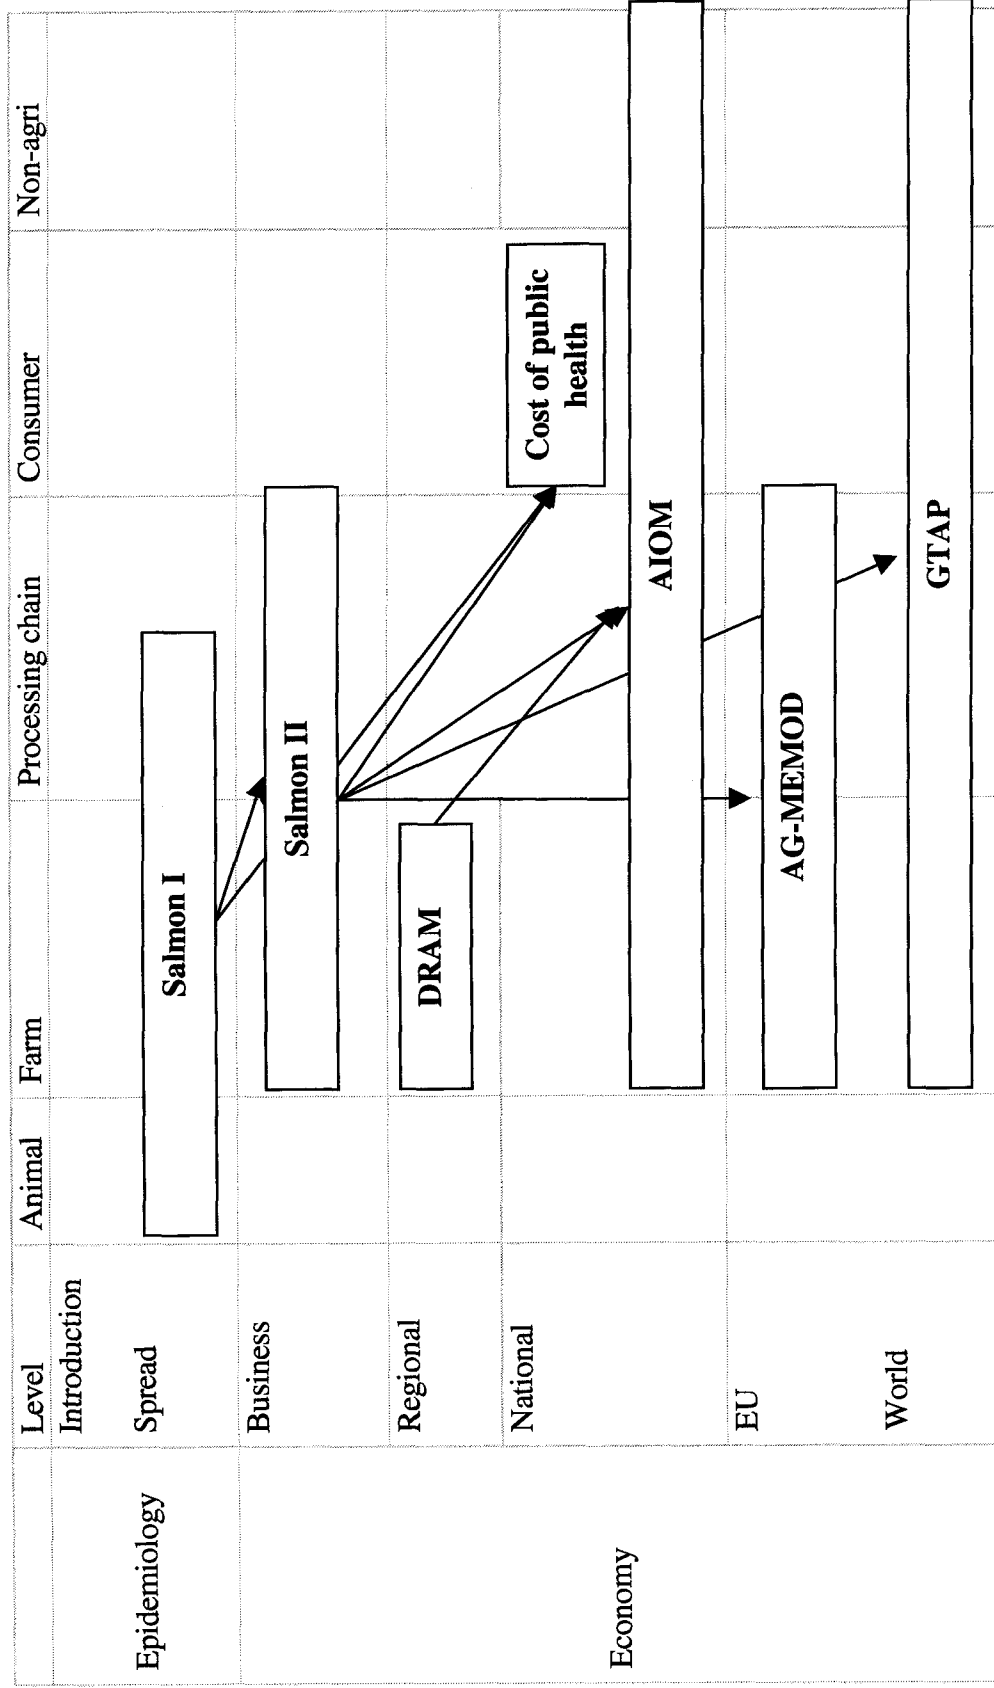 Level
Animal
Farm
Processing chain
Consumer
Non-agri
Epidemiology
Introduction
Spread
Salmon I
Economy
Business
Salmon II
Regional
DRAM
National
Cost of public
health
AIOM
EU
AG-MEMOD
World
GTAP